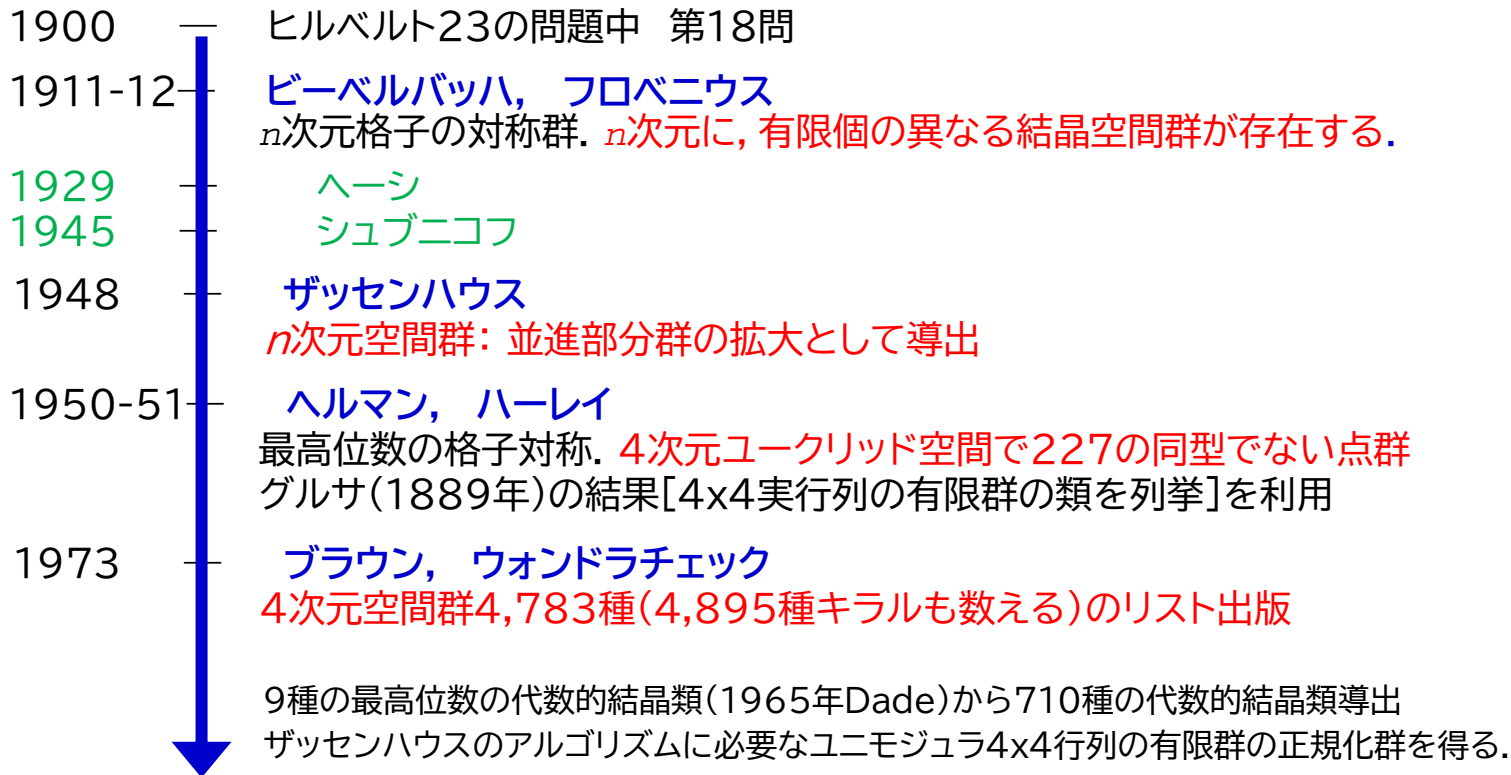 1900 ヒルベルト23の問題中 第18問
1911-12 ビーベルバッハ, フロベニウス
n次元格子の対称群. n次元に, 有限個の異なる結晶空間群が存在する.
1929 ヘーシ
1945 シュブニコフ
1948 ザッセンハウス
n次元空間群: 並進部分群の拡大として導出
1950-51 ヘルマン, ハーレイ
最高位数の格子対称. 4次元ユークリッド空間で227の同型でない点群
グルサ(1889年)の結果[4x4実行列の有限群の類を列挙]を利用
1973 ブラウン, ウォンドラチェック
4次元空間群4,783種(4,895種キラルも数える)のリスト出版
9種の最高位数の代数的結晶類(1965年Dade)から710種の代数的結晶類導出
ザッセンハウスのアルゴリズムに必要なユニモジュラ4x4行列の有限群の正規化群を得る.